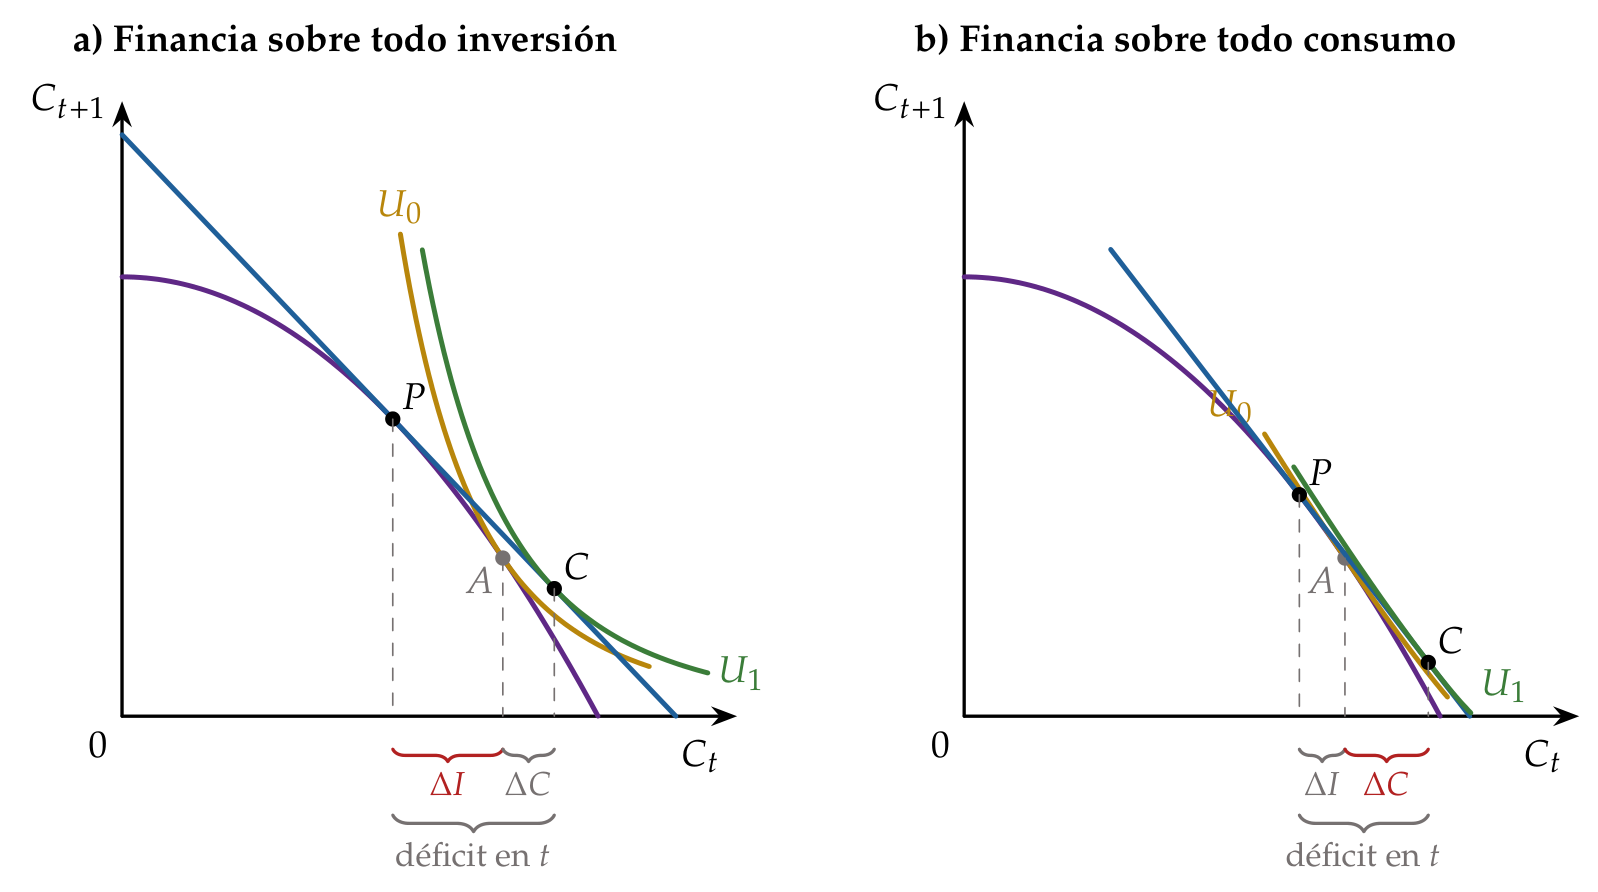 a) Financia sobre todo inversión
C_{t+1}
U_0
P
A
C
U_1
0
C_t
ΔI
ΔC
déficit en t
b) Financia sobre todo consumo
C_{t+1}
U_0
P
A
C
U_1
0
C_t
ΔI
ΔC
déficit en t